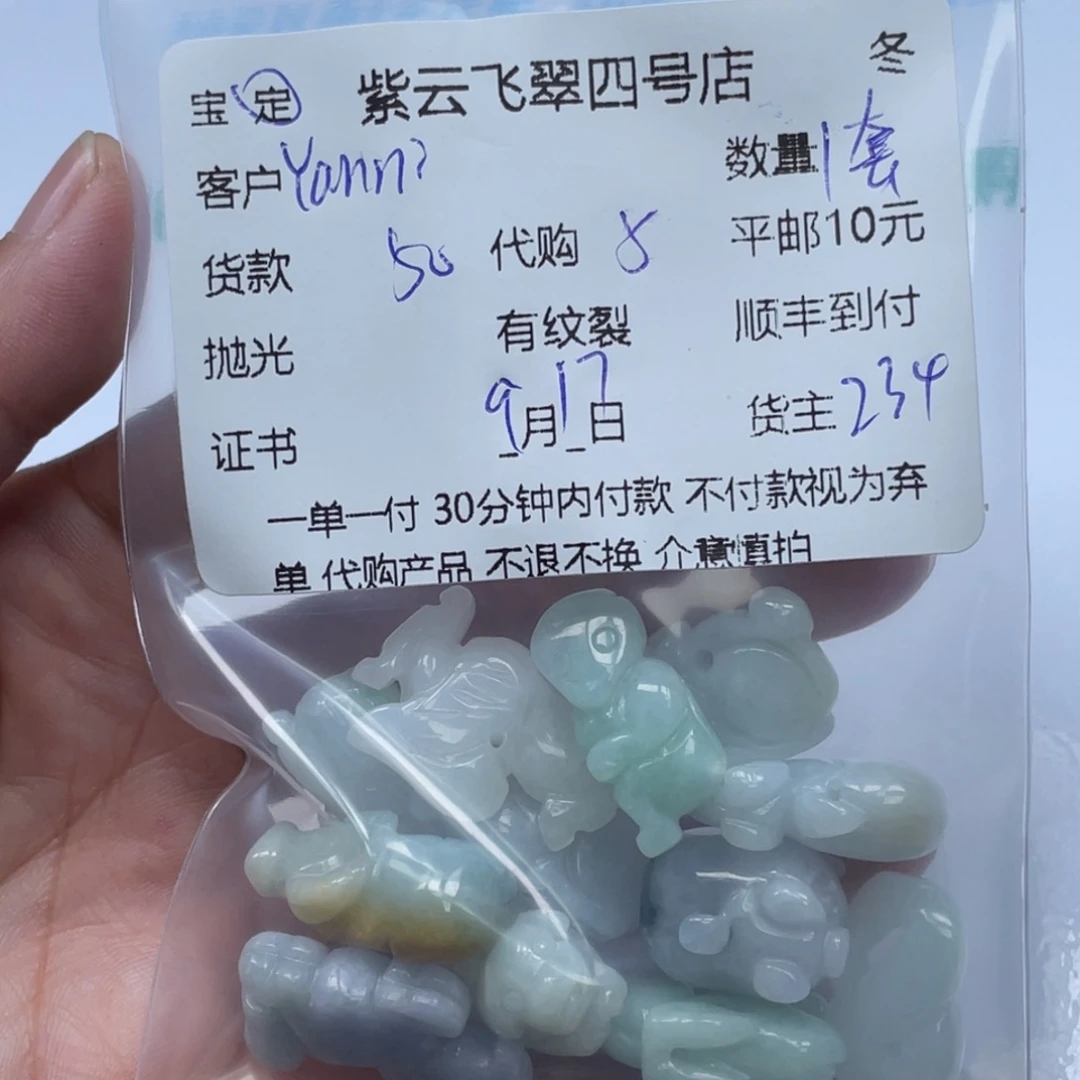 宝 定 紫云飞翠四号店 冬
客户 Yann? 数量 1套
货款 50 代购 8 平邮10元
抛光 有纹裂 顺丰到付
证书 9月17日 货主 234
一单一付 30分钟内付款 不付款视为弃
单 代购产品 不退不换 介意慎拍